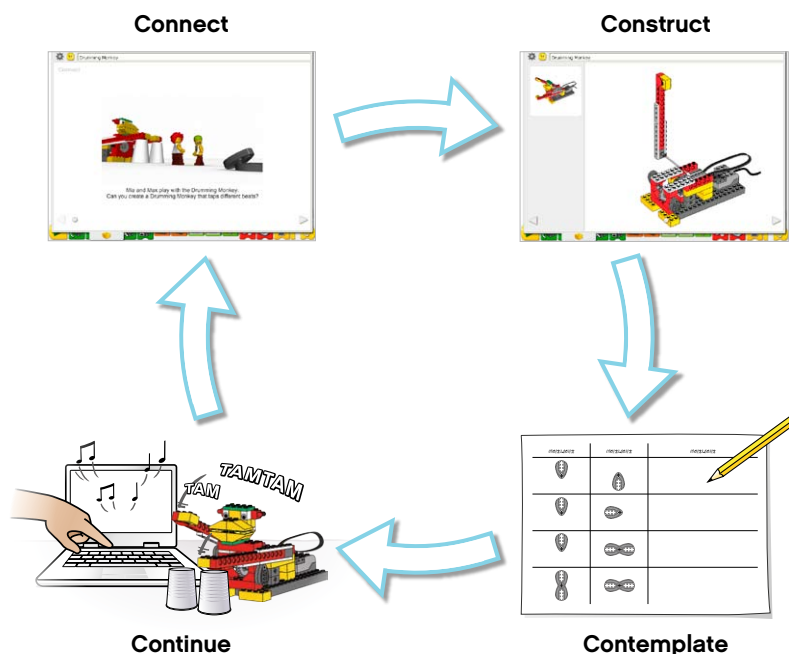 Connect
Construct
Drumming Monkey
Drumming Monkey
Connect
Mia and Max play with the Drumming Monkey.
Can you create a Drumming Monkey that taps different beats?
TAM
TAMTAM
Continue
Contemplate